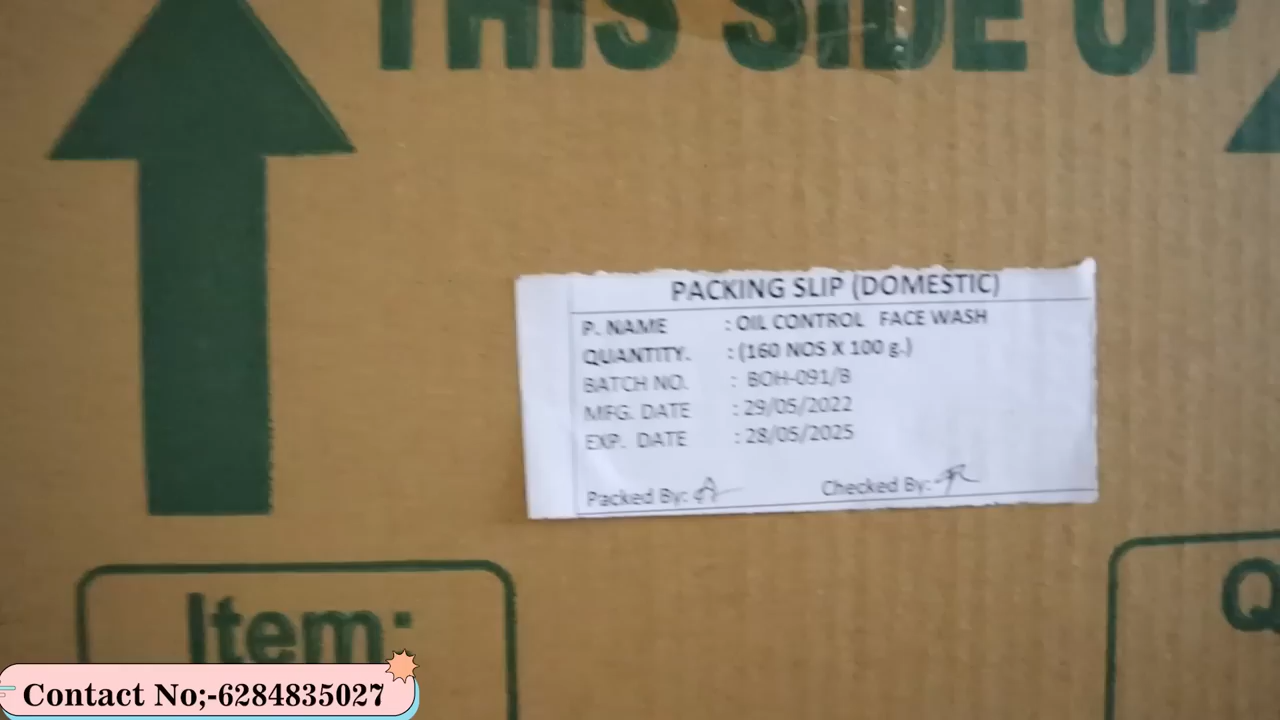 THIS SIDE UP
PACKING SLIP (DOMESTIC)
P. NAME : OIL CONTROL FACE WASH
QUANTITY. : (160 NOS X 100 g.)
BATCH NO. : BOH-091/B
MFG. DATE : 29/05/2022
EXP. DATE : 28/05/2025
Packed By: Checked By:
Item:
Q
Contact No;-6284835027